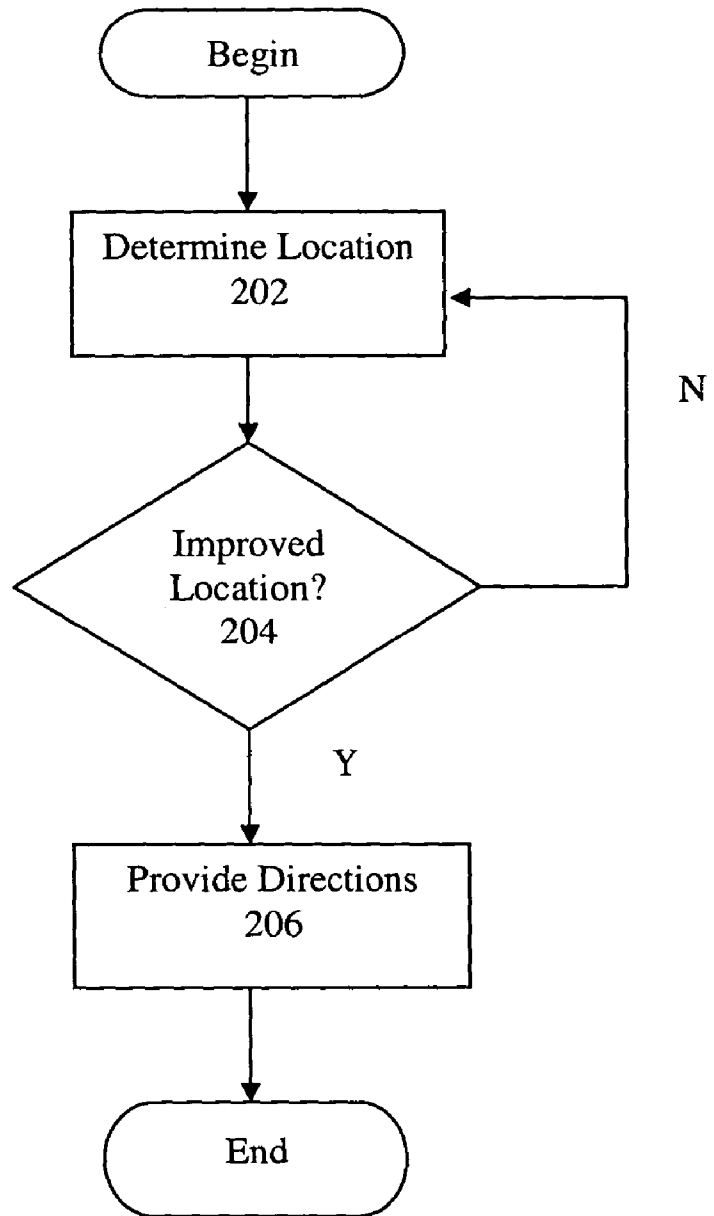 Begin
Determine Location
202
N
Improved
Location?
204
Y
Provide Directions
206
End